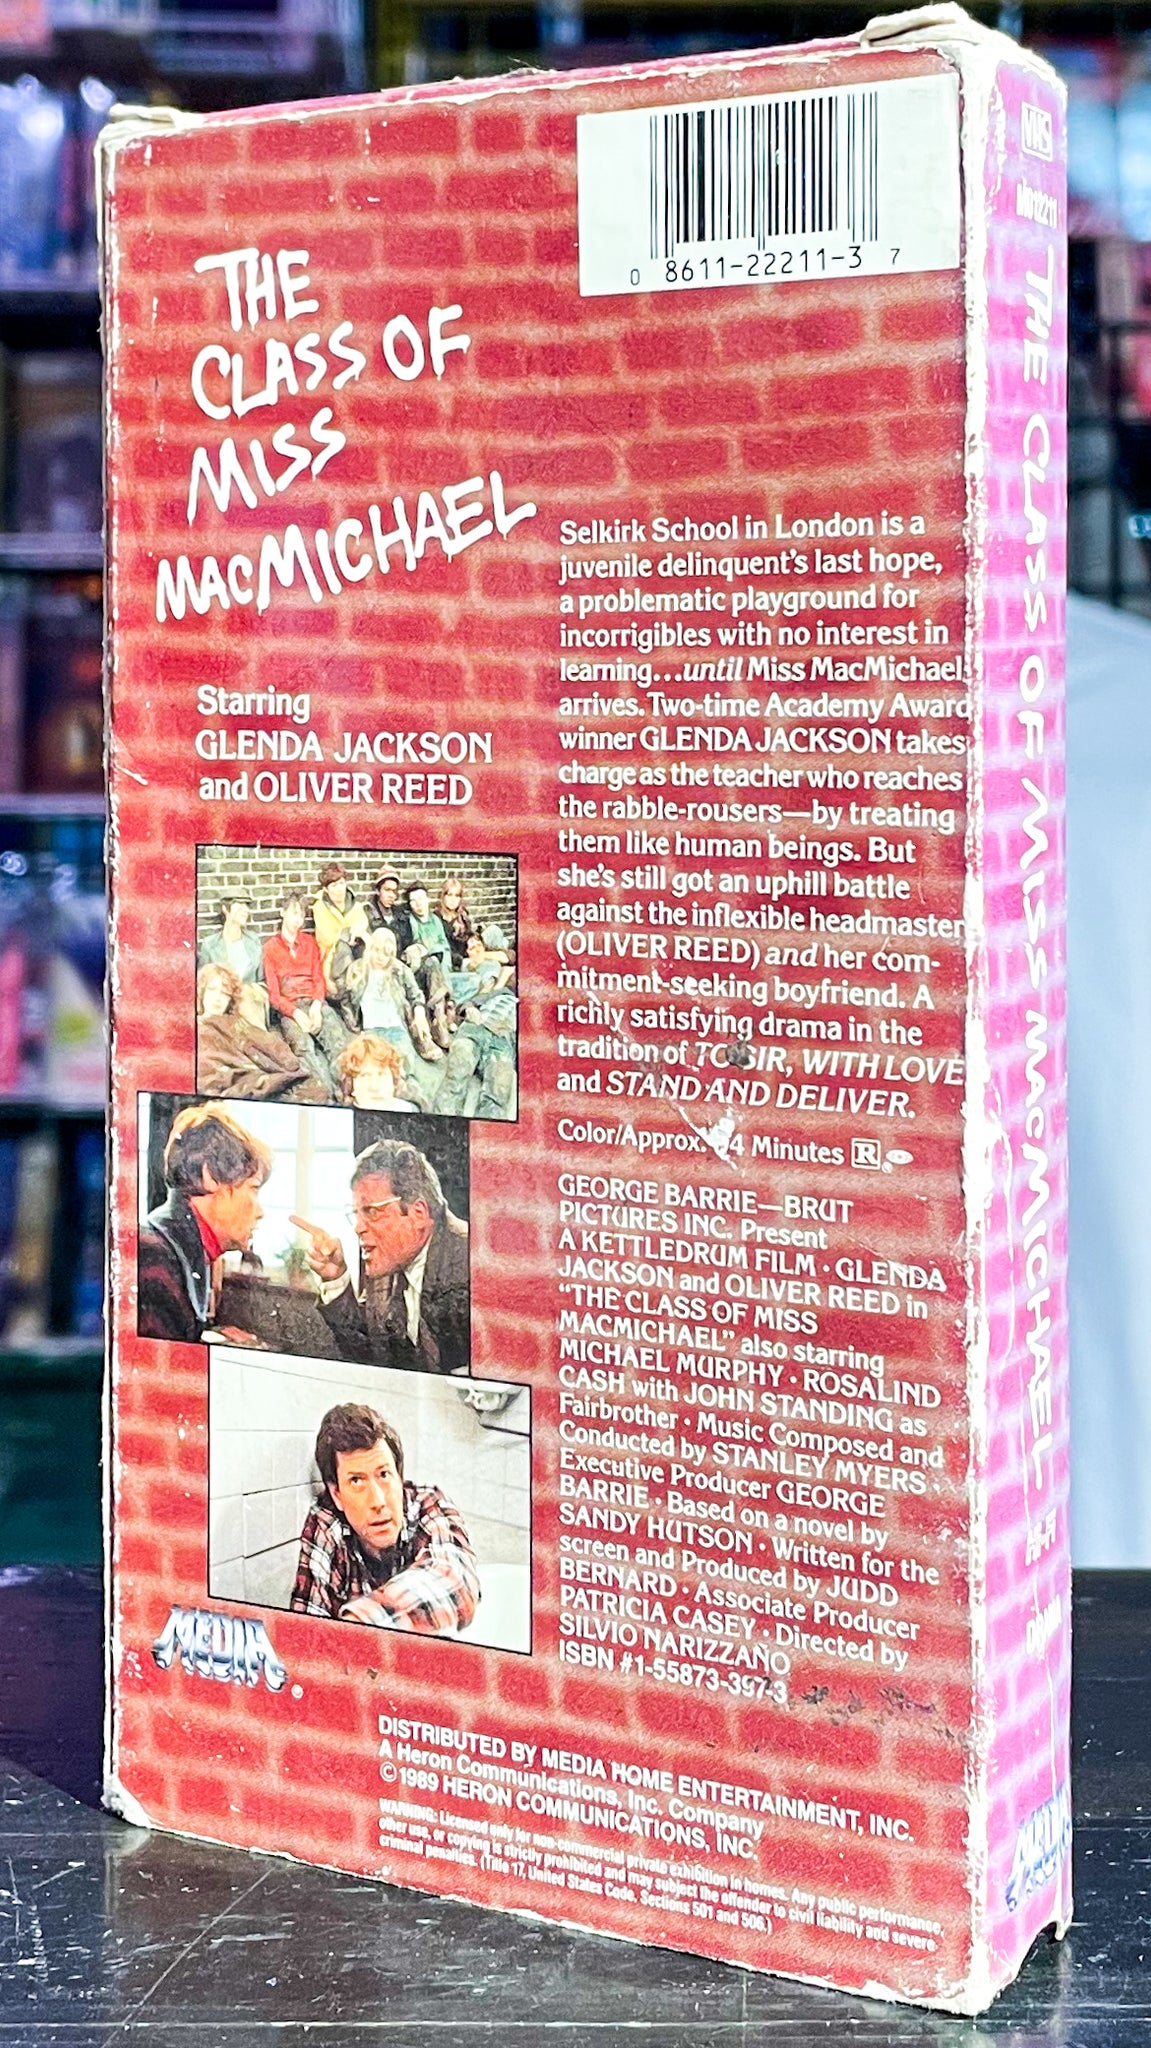 THE
CLASS OF
MISS
MACMICHAEL
0 8611-22211-3 7
Starring
GLENDA JACKSON
and OLIVER REED
Selkirk School in London is a
juvenile delinquent's last hope,
a problematic playground for
incorrigibles with no interest in
learning...until Miss MacMichael
arrives. Two-time Academy Award
winner GLENDA JACKSON takes
charge as the teacher who reaches
the rabble-rousers—by treating
them like human beings. But
she's still got an uphill battle
against the inflexible headmaster
(OLIVER REED) and her com-
mitment-seeking boyfriend. A
richly satisfying drama in the
tradition of TO SIR, WITH LOVE
and STAND AND DELIVER.
Color/Approx. Minutes R
GEORGE BARRIE—BRUT
PICTURES INC. Present
A KETTLEDRUM FILM · GLENDA
JACKSON and OLIVER REED in
"THE CLASS OF MISS
MACMICHAEL" also starring
MICHAEL MURPHY · ROSALIND
CASH with JOHN STANDING as
Fairbrother · Music Composed and
Conducted by STANLEY MYERS ·
Executive Producer GEORGE
BARRIE · Based on a novel by
SANDY HUTSON · Written for the
screen and Produced by JUDD
BERNARD · Associate Producer
PATRICIA CASEY · Directed by
SILVIO NARIZZANO
ISBN #1-55873-397-3
MEDIA ®
DISTRIBUTED BY MEDIA HOME ENTERTAINMENT, INC.
A Heron Communications, Inc. Company
© 1989 HERON COMMUNICATIONS, INC.
WARNING: Licensed only for non-commercial private exhibition in homes. Any public performance,
other use, or copying is strictly prohibited and may subject the offender to civil liability and severe
criminal penalties. (Title 17, United States Code, Sections 501 and 506.)
VHS
M012211
THE CLASS OF MISS MACMICHAEL
HI-FI
DRAMA
MEDIA